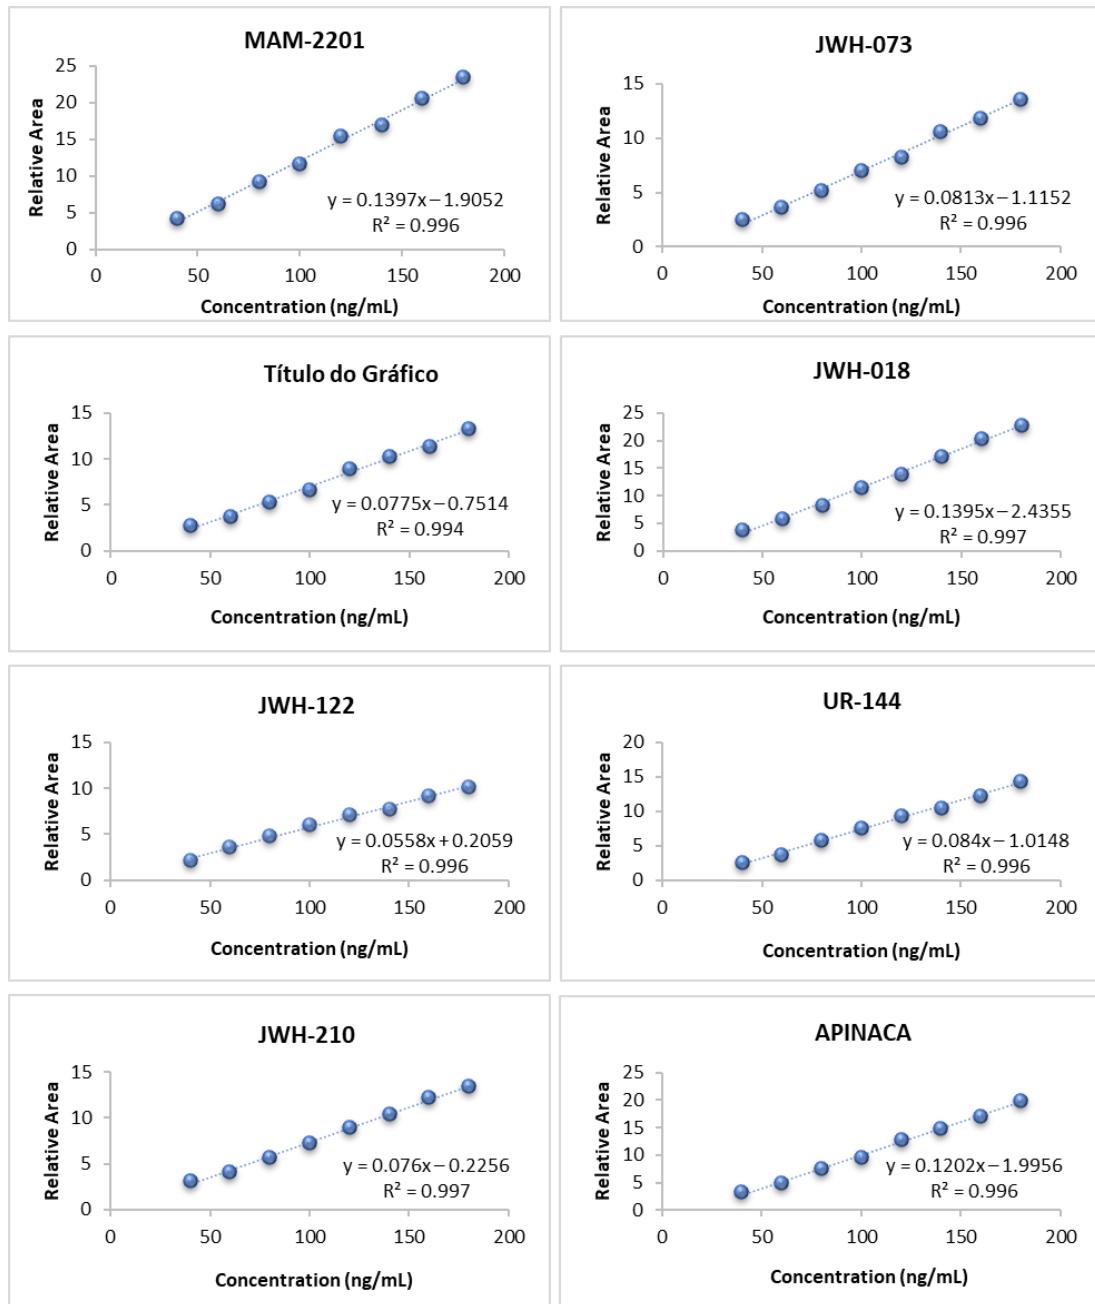 MAM-2201
25
20
15
10
5
0
Relative Area
y = 0.1397x − 1.9052
R² = 0.996
0 50 100 150 200
Concentration (ng/mL)
JWH-073
15
10
5
0
Relative Area
y = 0.0813x − 1.1152
R² = 0.996
0 50 100 150 200
Concentration (ng/mL)
Título do Gráfico
15
10
5
0
Relative Area
y = 0.0775x − 0.7514
R² = 0.994
0 50 100 150 200
Concentration (ng/mL)
JWH-018
25
20
15
10
5
0
Relative Area
y = 0.1395x − 2.4355
R² = 0.997
0 50 100 150 200
Concentration (ng/mL)
JWH-122
15
10
5
0
Relative Area
y = 0.0558x + 0.2059
R² = 0.996
0 50 100 150 200
Concentration (ng/mL)
UR-144
20
15
10
5
0
Relative Area
y = 0.084x − 1.0148
R² = 0.996
0 50 100 150 200
Concentration (ng/mL)
JWH-210
15
10
5
0
Relative Area
y = 0.076x − 0.2256
R² = 0.997
0 50 100 150 200
Concentration (ng/mL)
APINACA
25
20
15
10
5
0
Relative Area
y = 0.1202x − 1.9956
R² = 0.996
0 50 100 150 200
Concentration (ng/mL)